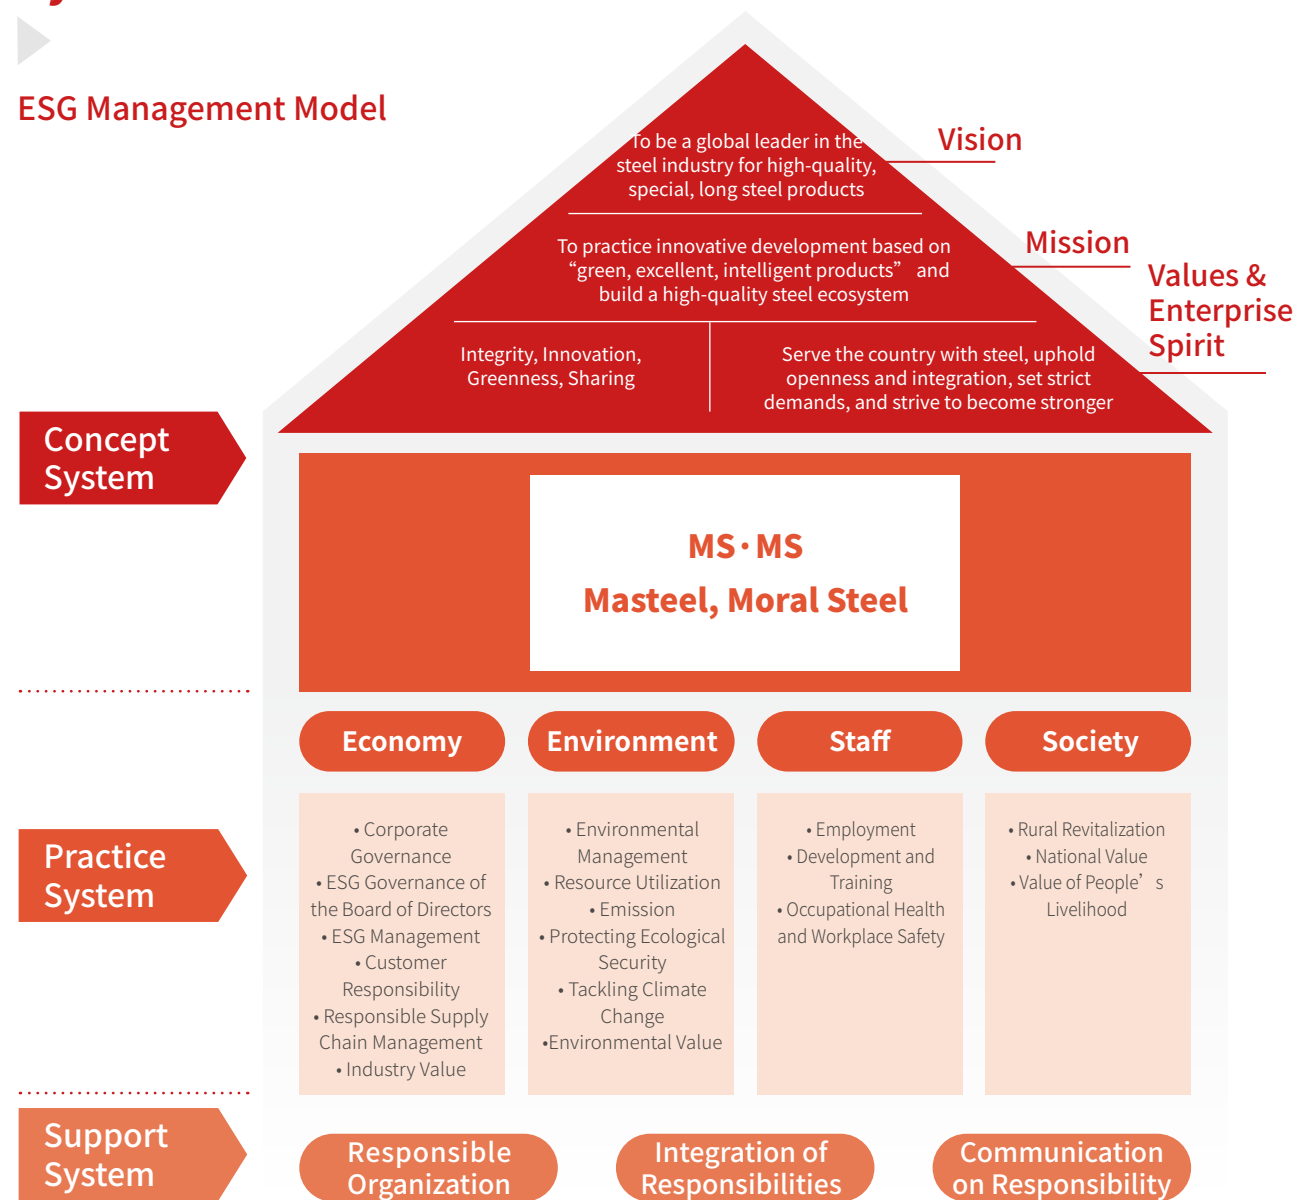 ESG Management Model
To be a global leader in the
steel industry for high-quality,
special, long steel products
Vision
To practice innovative development based on
“green, excellent, intelligent products” and
build a high-quality steel ecosystem
Mission
Integrity, Innovation,
Greenness, Sharing
Serve the country with steel, uphold
openness and integration, set strict
demands, and strive to become stronger
Values &
Enterprise
Spirit
Concept
System
MS·MS
Masteel, Moral Steel
Practice
System
Economy
• Corporate
Governance
• ESG Governance of
the Board of Directors
• ESG Management
• Customer
Responsibility
• Responsible Supply
Chain Management
• Industry Value
Environment
• Environmental
Management
• Resource Utilization
• Emission
• Protecting Ecological
Security
• Tackling Climate
Change
•Environmental Value
Staff
• Employment
• Development and
Training
• Occupational Health
and Workplace Safety
Society
• Rural Revitalization
• National Value
• Value of People’s
Livelihood
Support
System
Responsible
Organization
Integration of
Responsibilities
Communication
on Responsibility